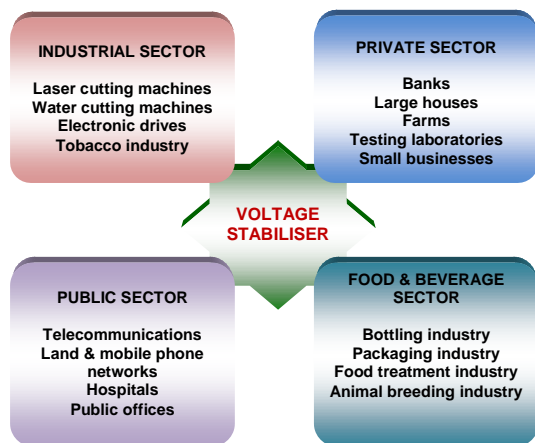 INDUSTRIAL SECTOR
Laser cutting machines
Water cutting machines
Electronic drives
Tobacco industry
PRIVATE SECTOR
Banks
Large houses
Farms
Testing laboratories
Small businesses
VOLTAGE
STABILISER
PUBLIC SECTOR
Telecommunications
Land & mobile phone
networks
Hospitals
Public offices
FOOD & BEVERAGE
SECTOR
Bottling industry
Packaging industry
Food treatment industry
Animal breeding industry